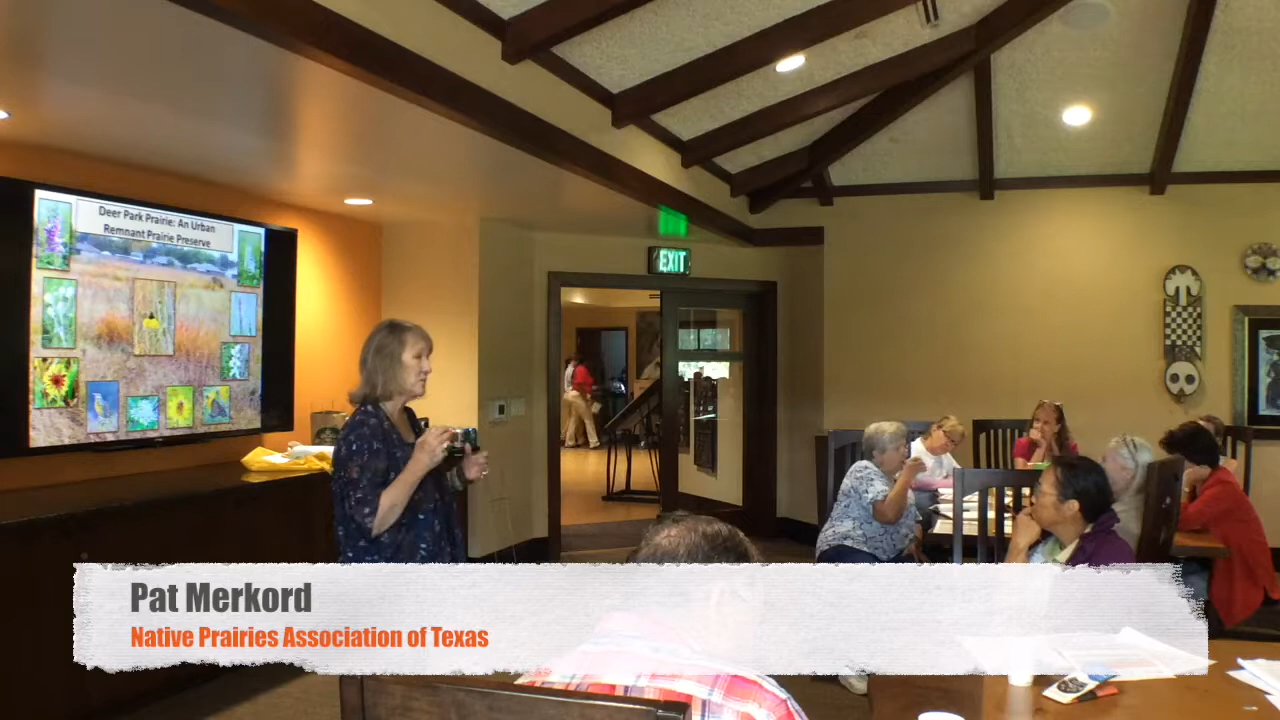 Deer Park Prairie: An Urban
Remnant Prairie Preserve
EXIT
Pat Merkord
Native Prairies Association of Texas